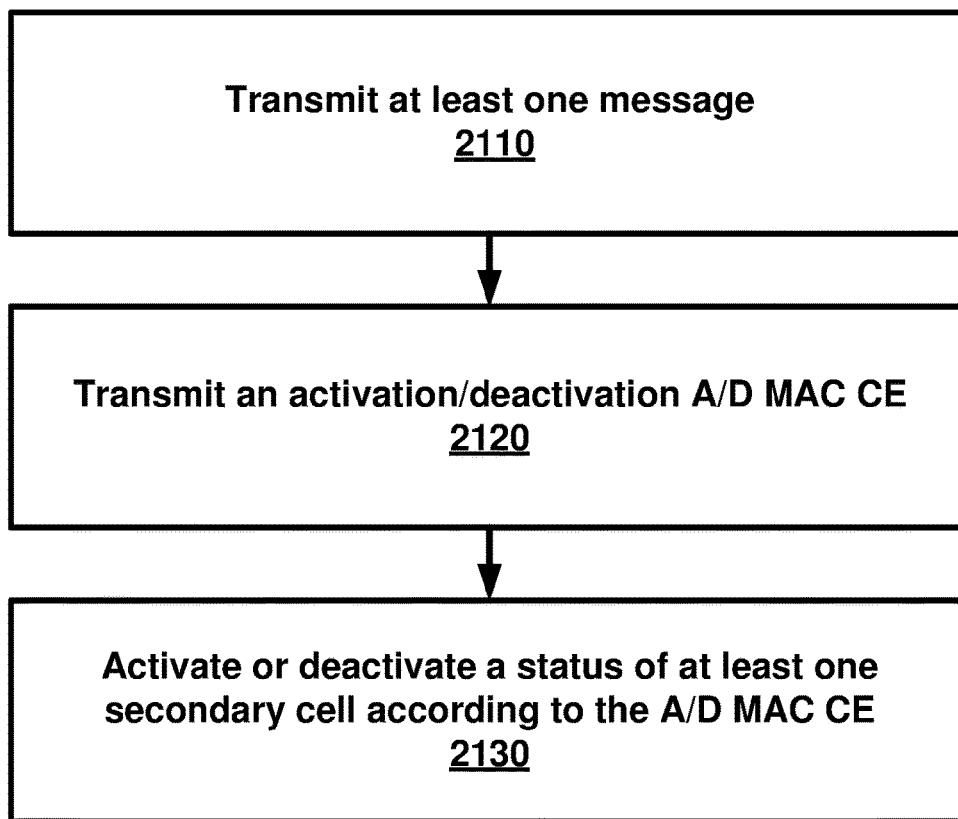 Transmit at least one message
2110
Transmit an activation/deactivation A/D MAC CE
2120
Activate or deactivate a status of at least one
secondary cell according to the A/D MAC CE
2130